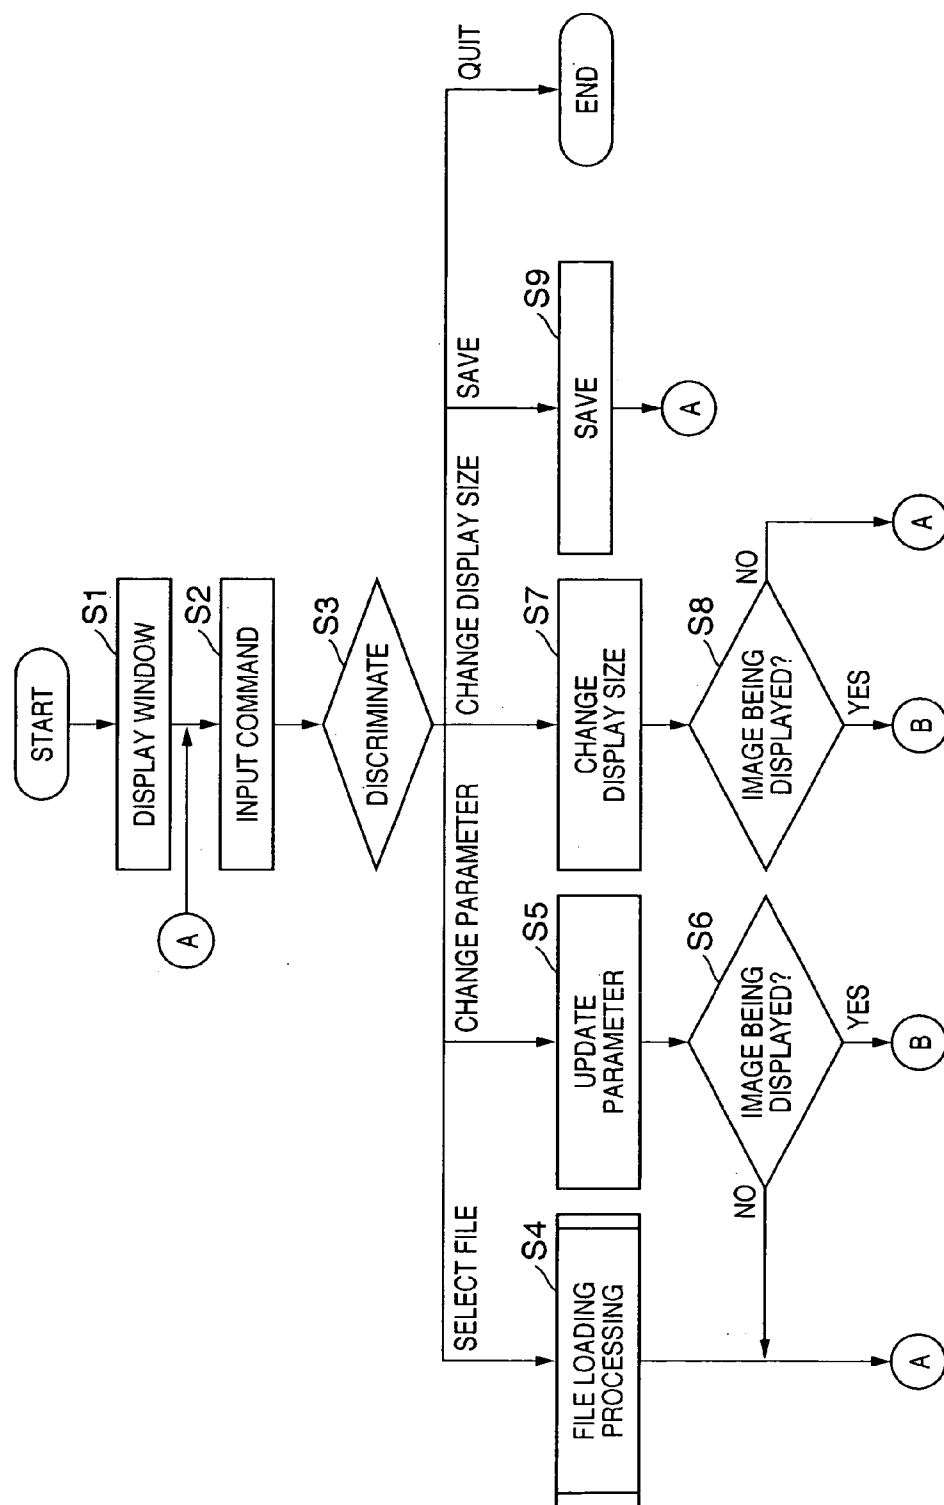 START
S1
DISPLAY WINDOW
A
S2
INPUT COMMAND
S3
DISCRIMINATE
SELECT FILE
CHANGE PARAMETER
CHANGE DISPLAY SIZE
SAVE
QUIT
S4
FILE LOADING
PROCESSING
S5
UPDATE
PARAMETER
S7
CHANGE
DISPLAY SIZE
S9
SAVE
END
S6
IMAGE BEING
DISPLAYED?
NO
YES
S8
IMAGE BEING
DISPLAYED?
NO
YES
A
A
B
B
A